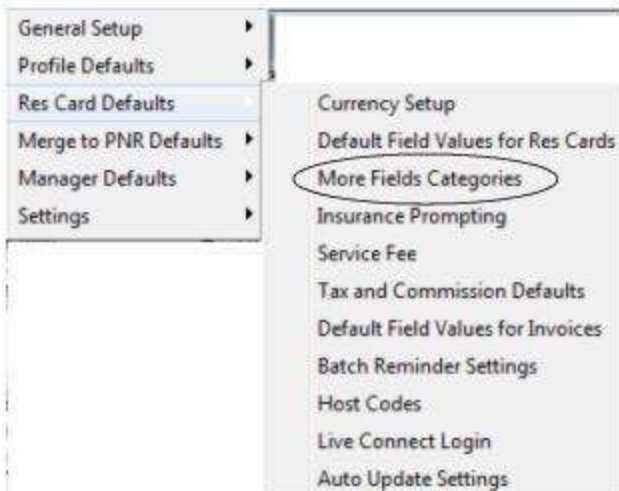 General Setup
Profile Defaults
Res Card Defaults
Merge to PNR Defaults
Manager Defaults
Settings
Currency Setup
Default Field Values for Res Cards
More Fields Categories
Insurance Prompting
Service Fee
Tax and Commission Defaults
Default Field Values for Invoices
Batch Reminder Settings
Host Codes
Live Connect Login
Auto Update Settings